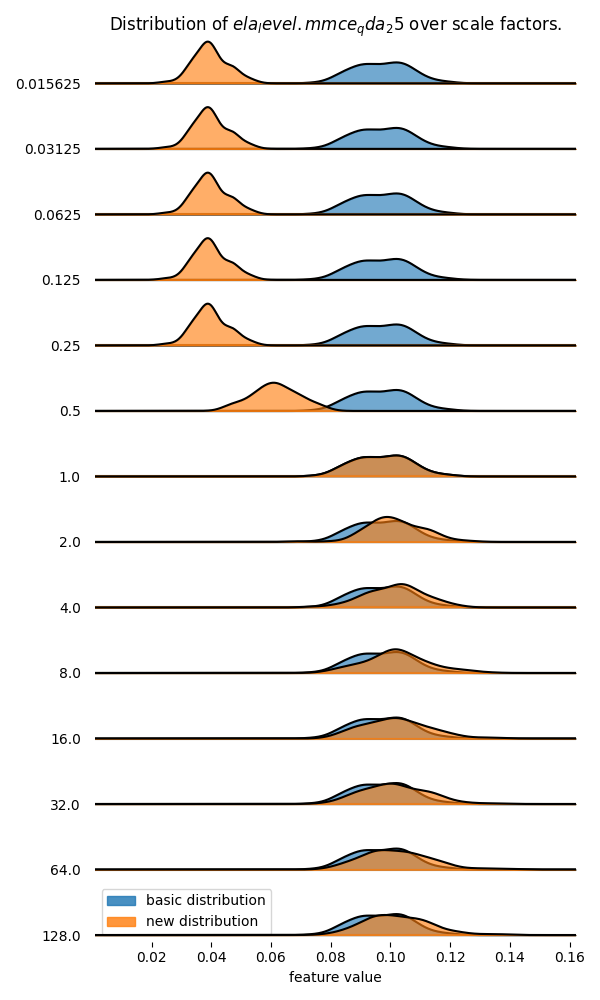 Distribution of ela_level.mmce_qda_25 over scale factors.
0.015625
0.03125
0.0625
0.125
0.25
0.5
1.0
2.0
4.0
8.0
16.0
32.0
64.0
basic distribution
new distribution
128.0
0.02 0.04 0.06 0.08 0.10 0.12 0.14 0.16
feature value